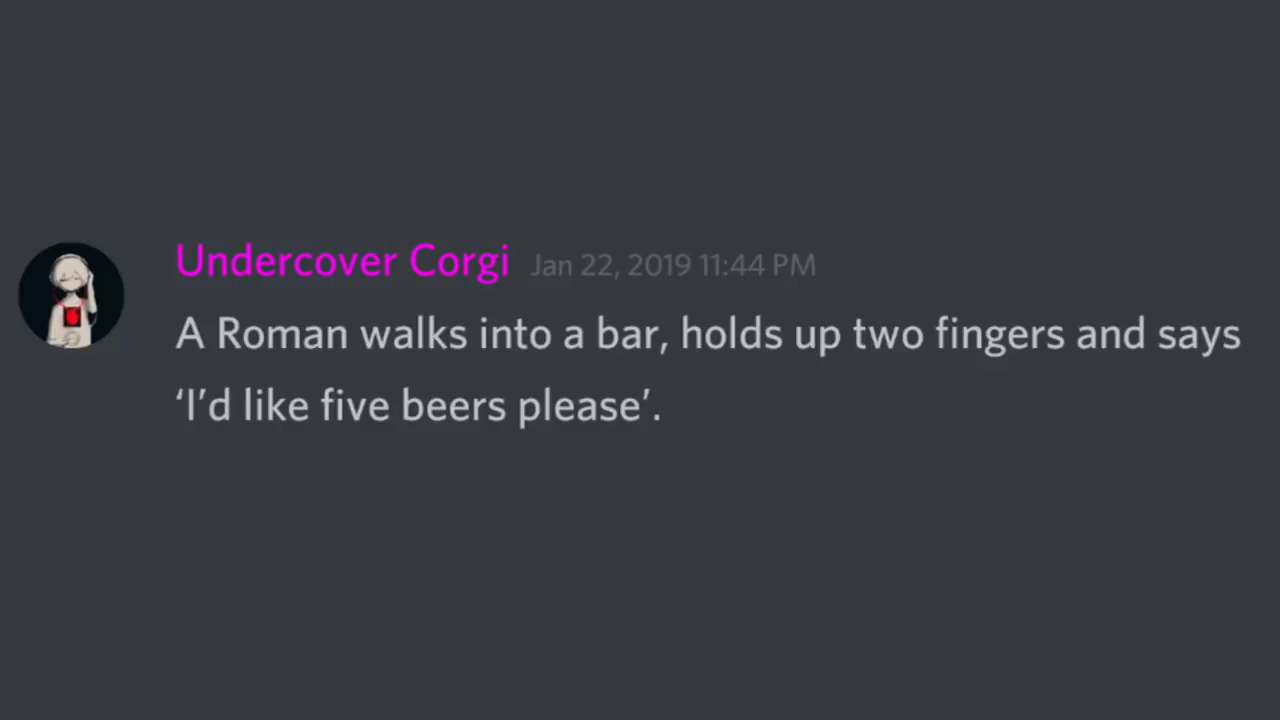 Undercover Corgi Jan 22, 2019 11:44 PM
A Roman walks into a bar, holds up two fingers and says
‘I’d like five beers please’.